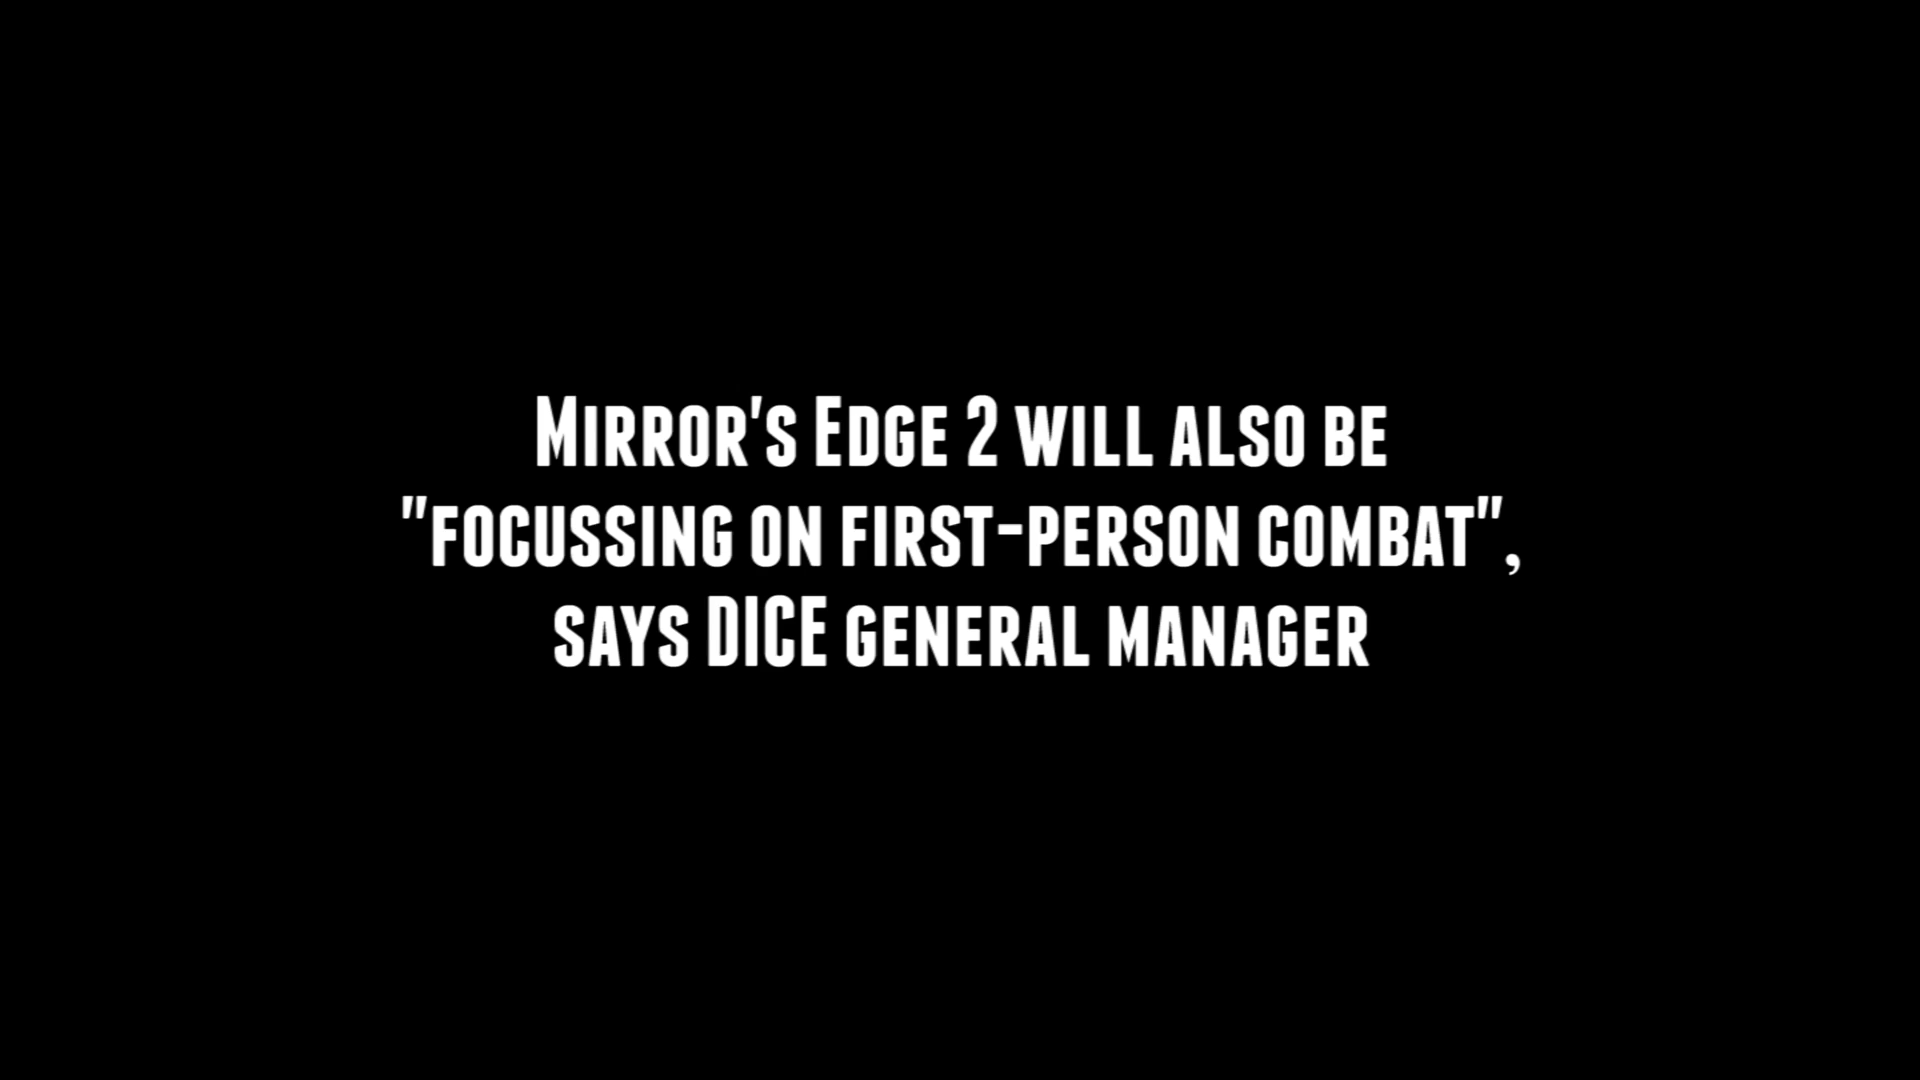 Mirror's Edge 2 will also be
"focussing on first-person combat",
says DICE general manager